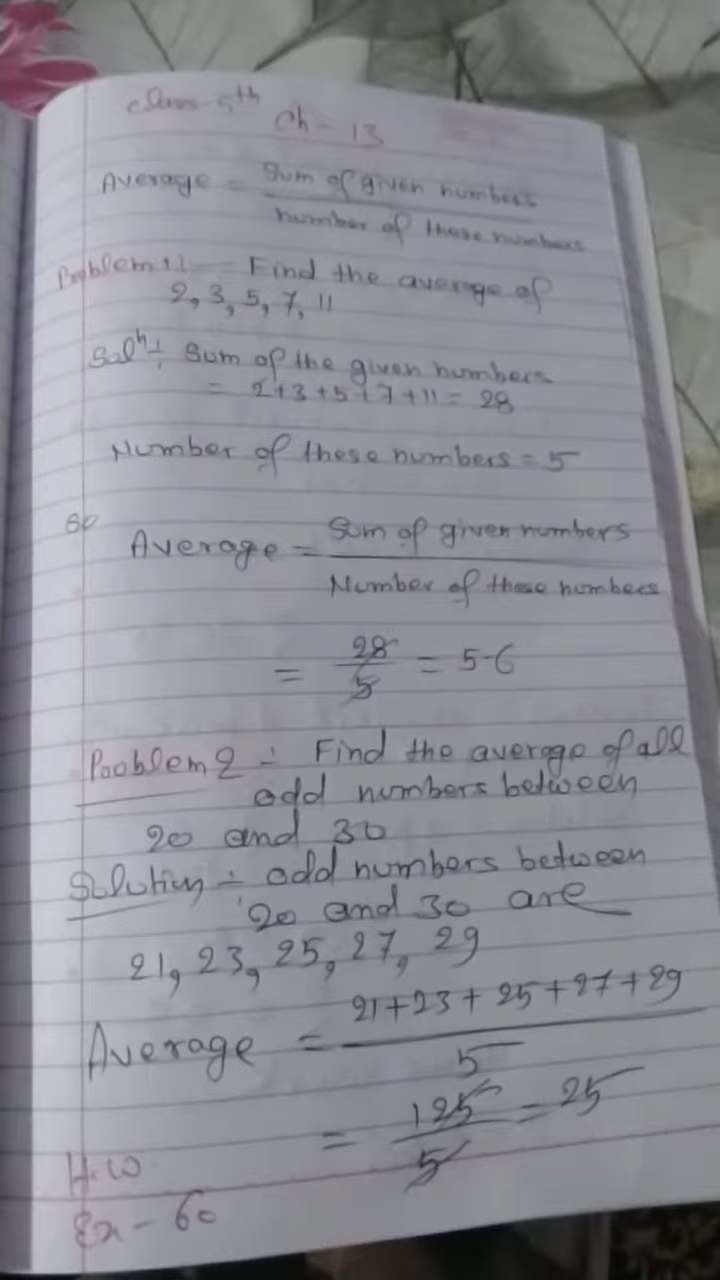 Class-5th Ch-13
Average = Sum of given numbers
number of these numbers
Problem 1:- Find the average of
2, 3, 5, 7, 11
Solⁿ:- Sum of the given numbers
= 2+3+5+7+11 = 28
Number of these numbers = 5
So
Average = Sum of given numbers
Number of these numbers
= 28/5 = 5.6
Problem 2 :- Find the average of all
odd numbers between
20 and 30
Solution :- odd numbers between
20 and 30 are
21, 23, 25, 27, 29
Average = 21+23+25+27+29
5
= 125/5 = 25
H.W
Ex - 60